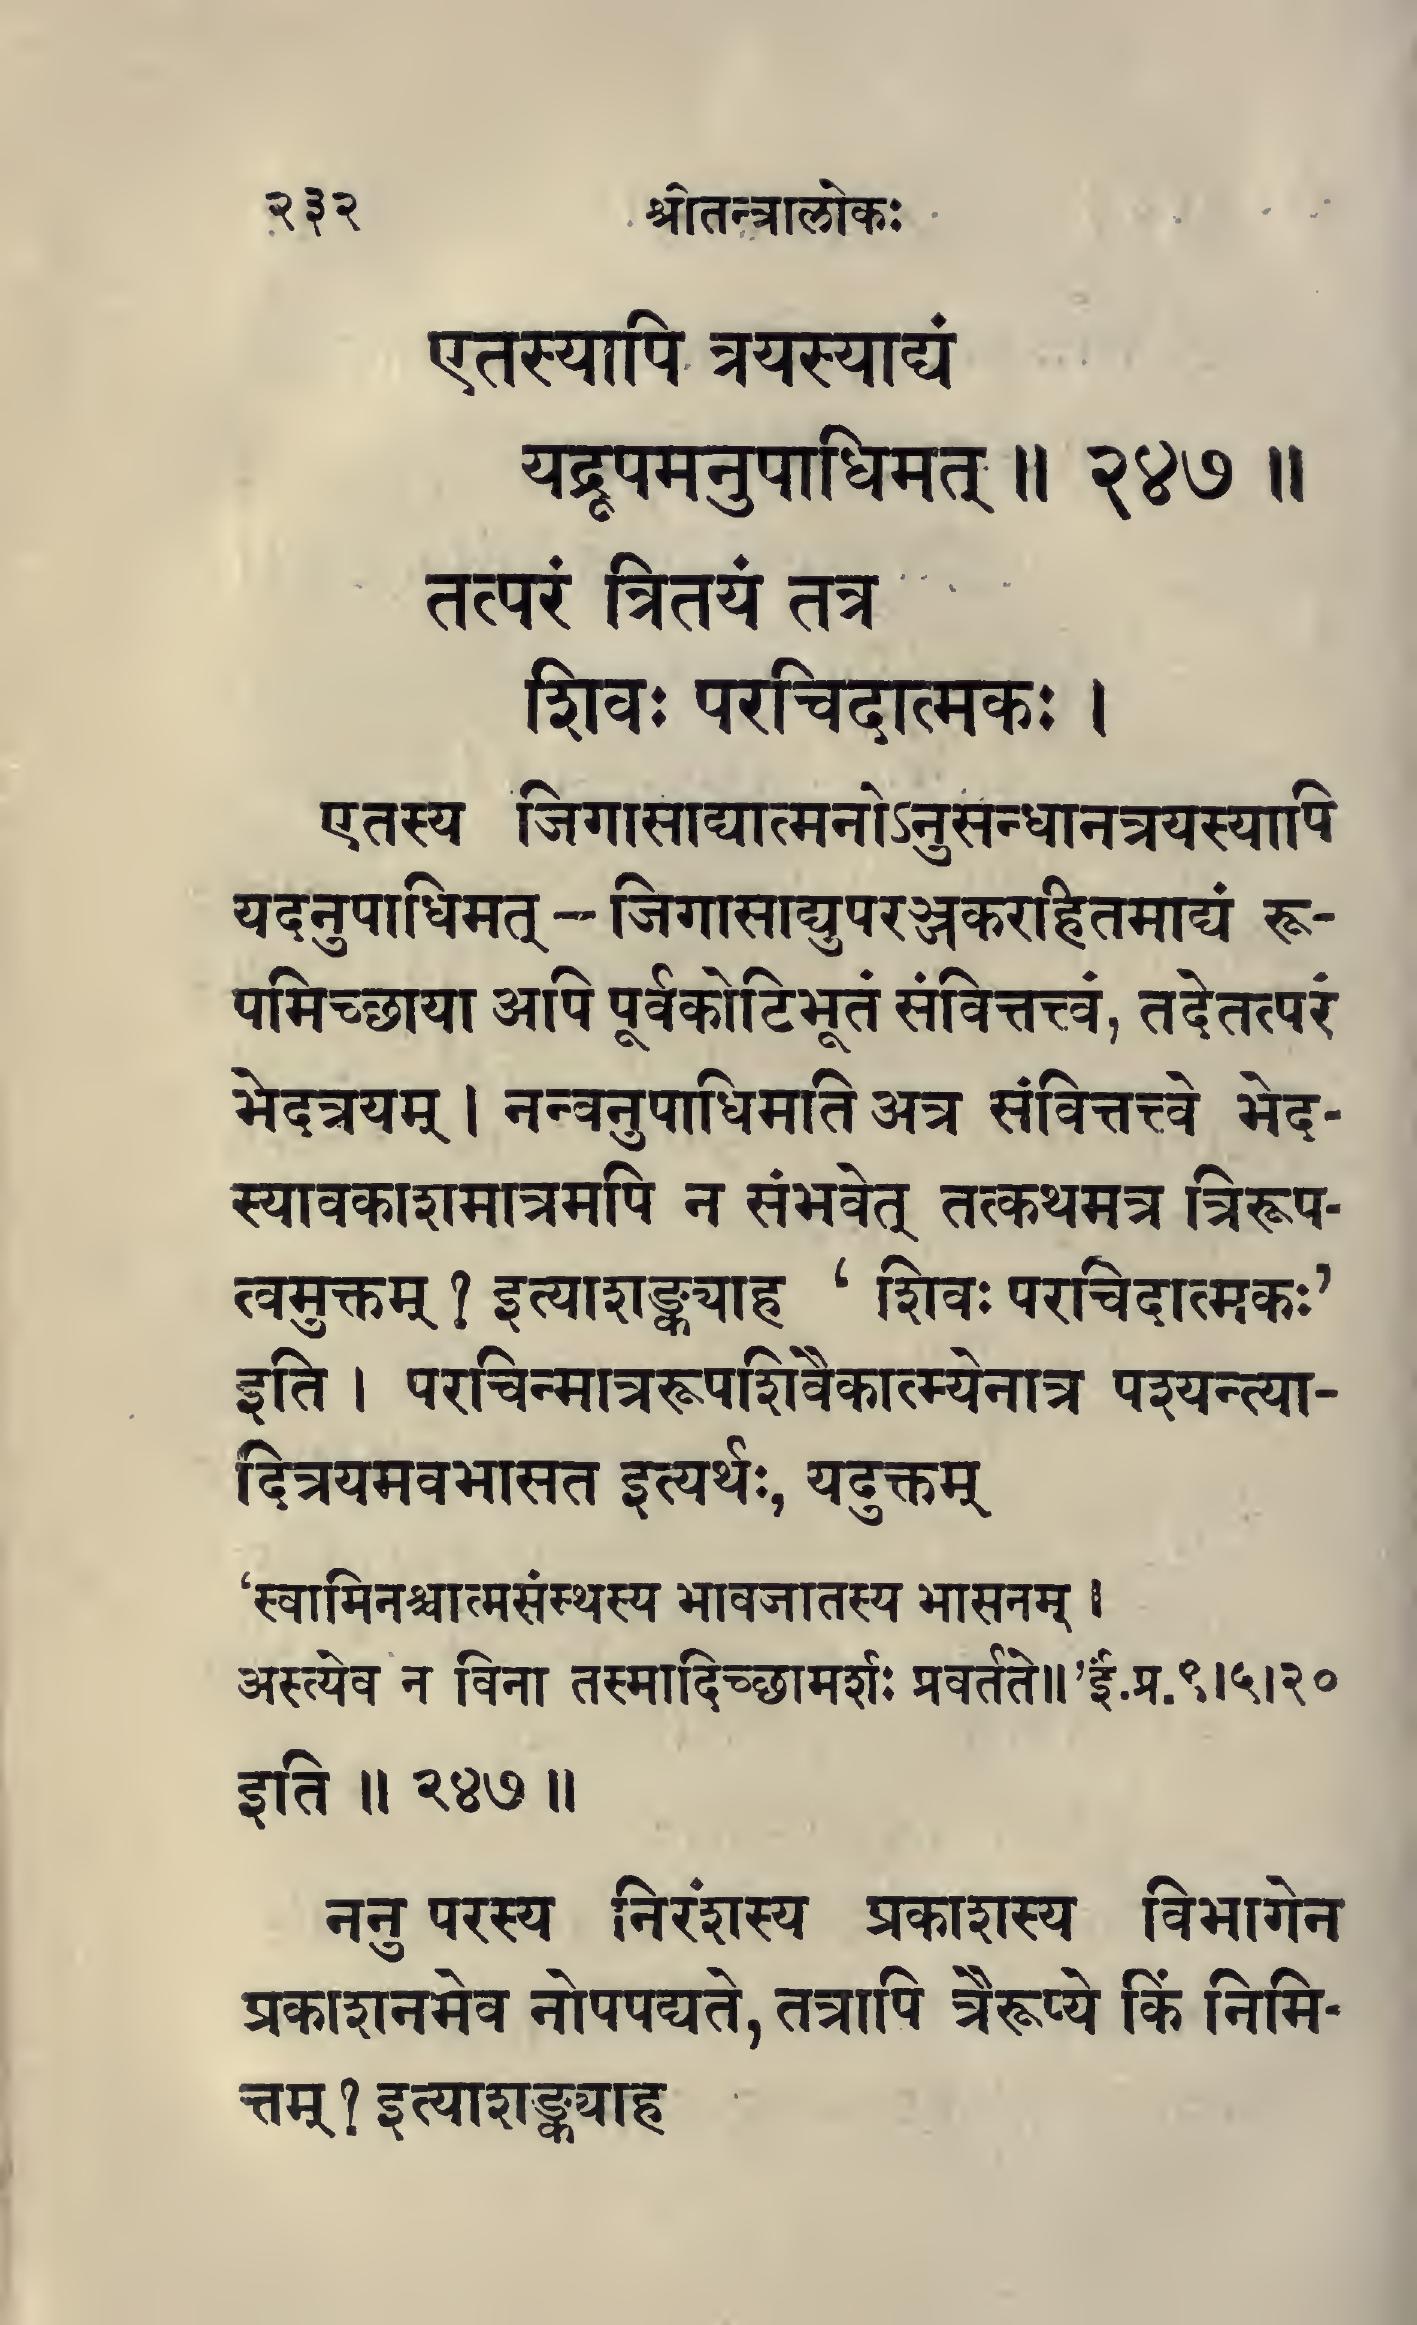 २३२ श्रीतन्त्रालोकः
एतस्यापि त्रयस्याद्यं
यद्रूपमनुपाधिमत् ॥ २४७ ॥
तत्परं त्रितयं तत्र
शिवः परचिदात्मकः ।
एतस्य जिगासाद्यात्मनोऽनुसन्धानत्रयस्यापि
यदनुपाधिमत् – जिगासाद्युपरञ्जकरहितमाद्यं रू-
पमिच्छाया अपि पूर्वकोटिभूतं संवित्तत्त्वं, तदेतत्परं
भेदत्रयम् । नन्वनुपाधिमति अत्र संवित्तत्त्वे भेद-
स्यावकाशमात्रमपि न संभवेत् तत्कथमत्र त्रिरूप-
त्वमुक्तम् ? इत्याशङ्क्याह ‘ शिवः परचिदात्मकः’
इति । परचिन्मात्ररूपशिवैकात्म्येनात्र पश्यन्त्या-
दित्रयमवभासत इत्यर्थः, यदुक्तम्
‘स्वामिनश्चात्मसंस्थस्य भावजातस्य भासनम् ।
अस्त्येव न विना तस्मादिच्छामर्शः प्रवर्तते॥’ई.प्र.१।५।२०
इति ॥ २४७ ॥
ननु परस्य निरंशस्य प्रकाशस्य विभागेन
प्रकाशनमेव नोपपद्यते, तत्रापि त्रैरूप्ये किं निमि-
त्तम् ? इत्याशङ्क्याह